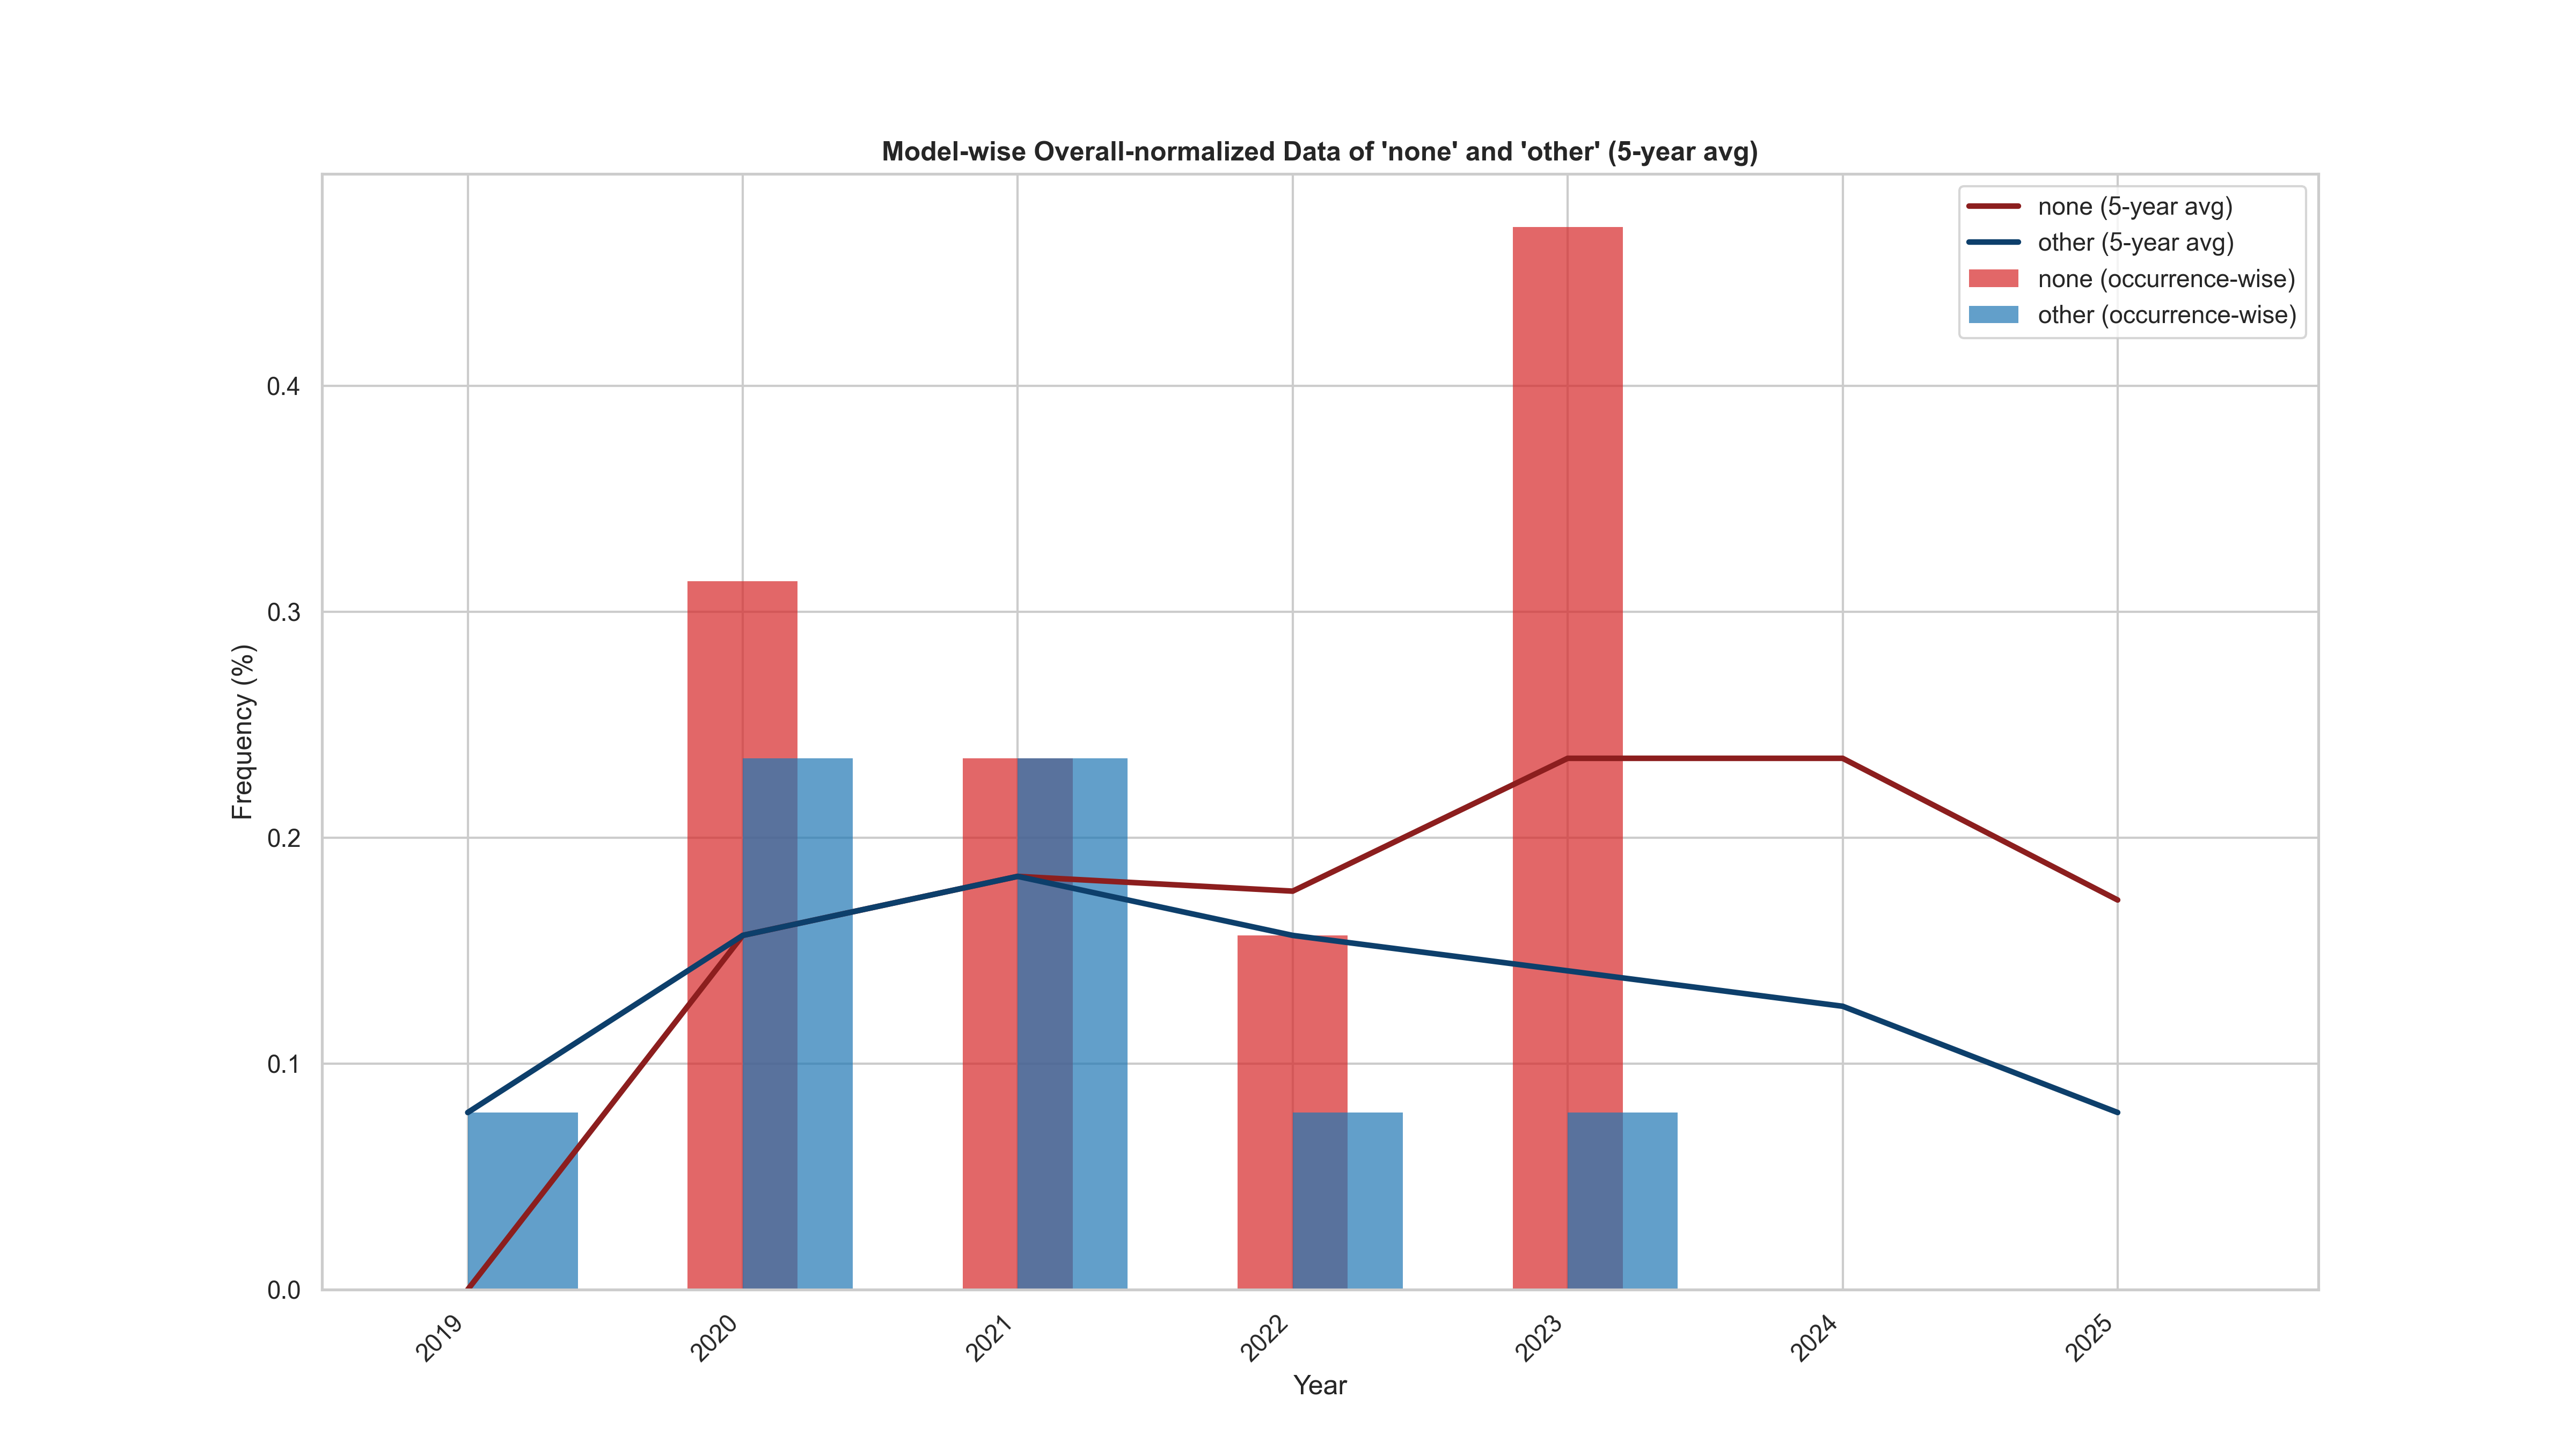 Model-wise Overall-normalized Data of 'none' and 'other' (5-year avg)
none (5-year avg)
other (5-year avg)
none (occurrence-wise)
other (occurrence-wise)
0.4
0.3
0.2
0.1
0.0
Frequency (%)
2019
2020
2021
2022
2023
2024
2025
Year